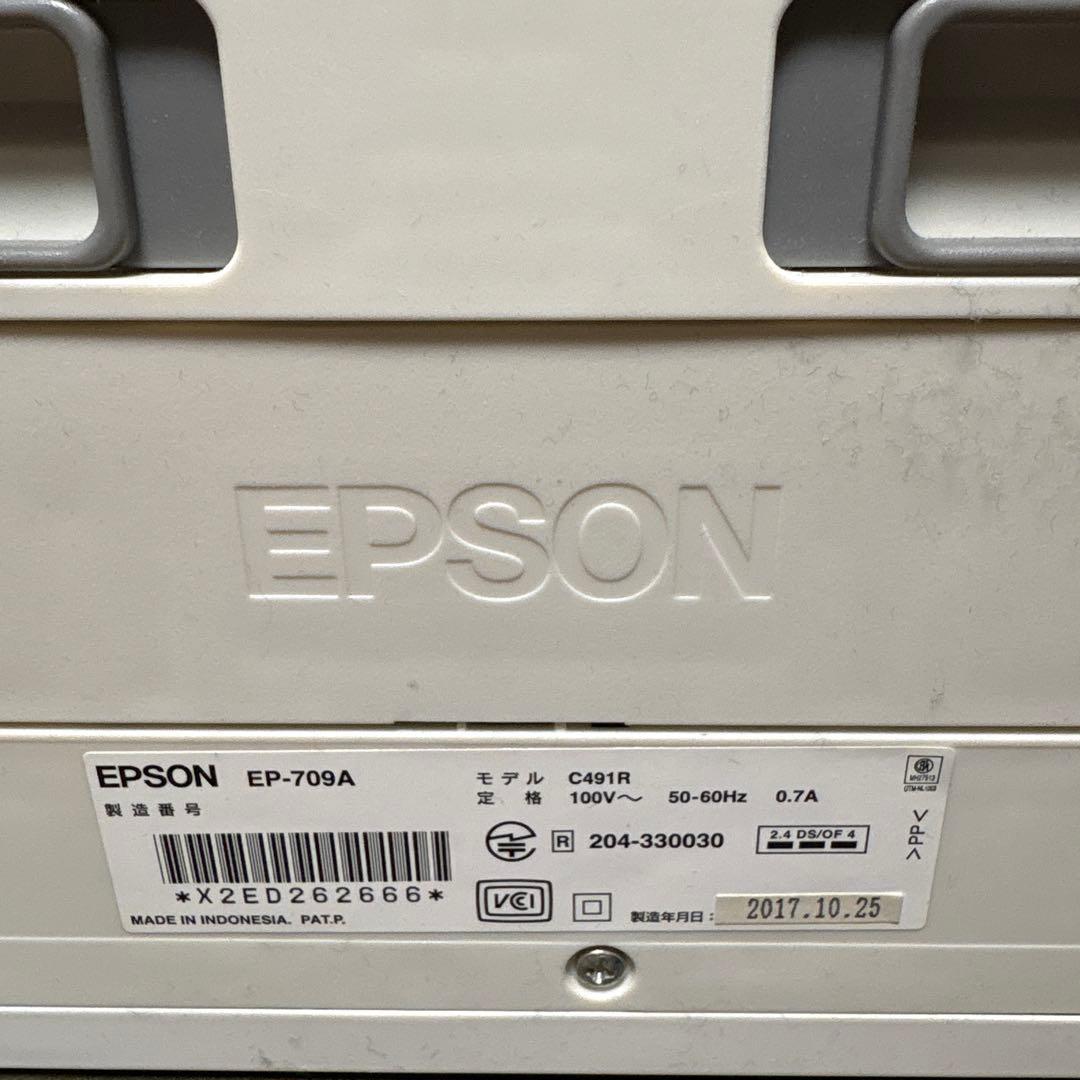 EPSON
EPSON EP-709A
製造番号
*X2ED262666*
MADE IN INDONESIA. PAT.P.
モデル C491R
定格 100V～ 50-60Hz 0.7A
R 204-330030
2.4 DS/OF 4
VCI
製造年月日: 2017.10.25
>PP<